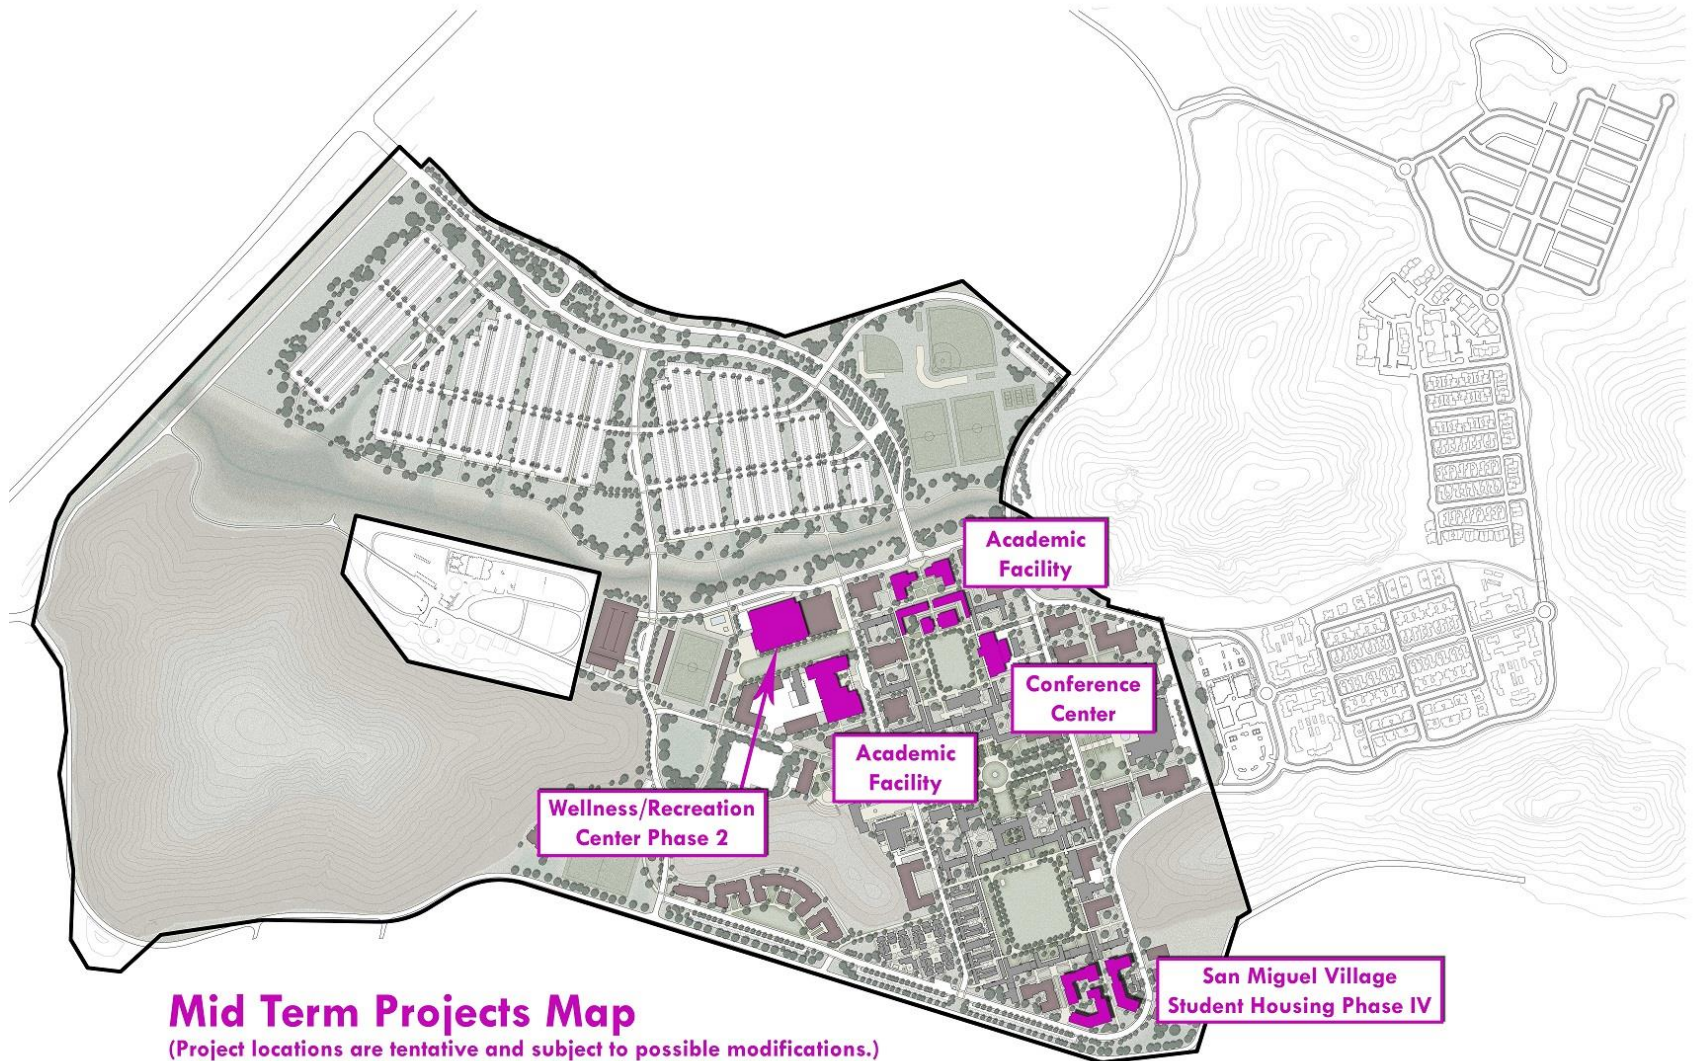 Academic
Facility
Conference
Center
Academic
Facility
Wellness/Recreation
Center Phase 2
San Miguel Village
Student Housing Phase IV
Mid Term Projects Map
(Project locations are tentative and subject to possible modifications.)